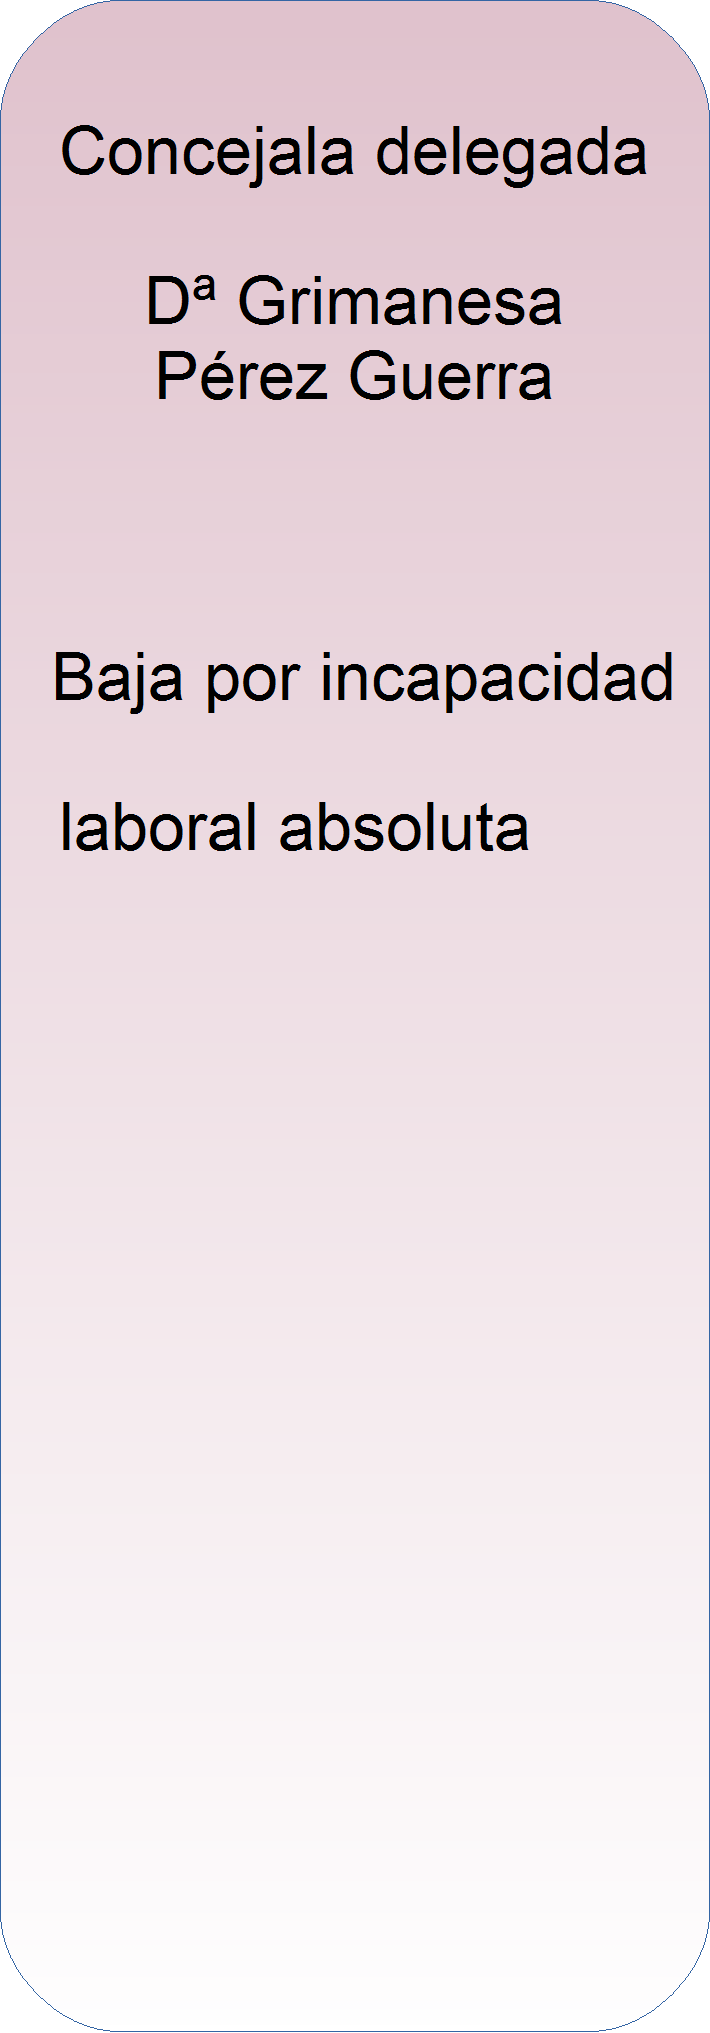 Concejala delegada
Dª Grimanesa
Pérez Guerra
Baja por incapacidad
laboral absoluta